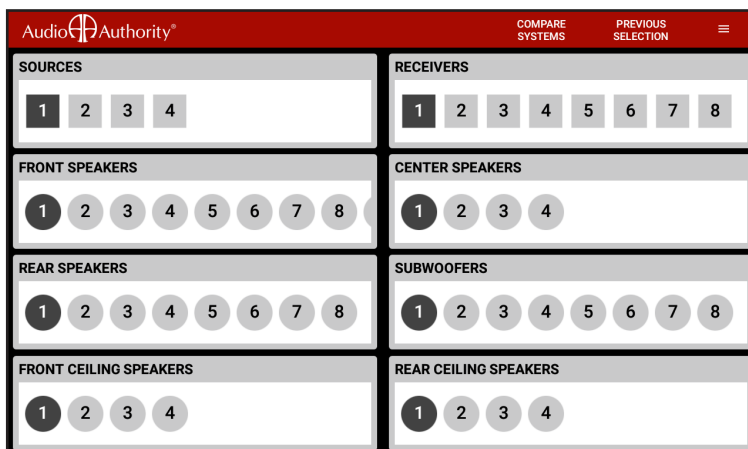 AudioAuthority®
COMPARE SYSTEMS
PREVIOUS SELECTION
SOURCES
1 2 3 4
RECEIVERS
1 2 3 4 5 6 7 8
FRONT SPEAKERS
1 2 3 4 5 6 7 8
CENTER SPEAKERS
1 2 3 4
REAR SPEAKERS
1 2 3 4 5 6 7 8
SUBWOOFERS
1 2 3 4 5 6 7 8
FRONT CEILING SPEAKERS
1 2 3 4
REAR CEILING SPEAKERS
1 2 3 4